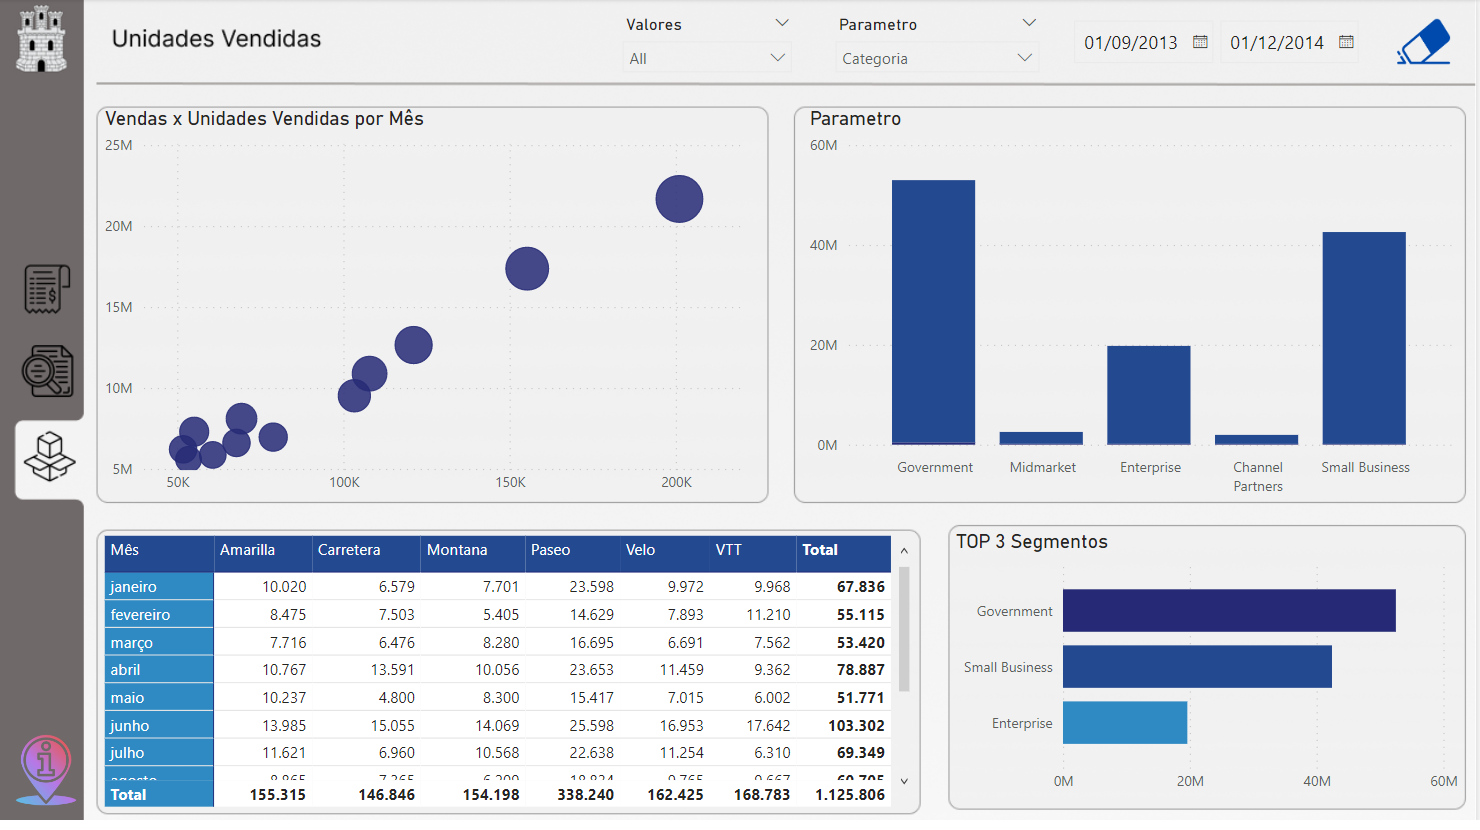 Unidades Vendidas
Valores
All
Parametro
Categoria
01/09/2013
01/12/2014
Vendas x Unidades Vendidas por Mês
25M
20M
15M
10M
5M
50K 100K 150K 200K
Parametro
60M
40M
20M
0M
Government Midmarket Enterprise Channel Partners Small Business
Mês Amarilla Carretera Montana Paseo Velo VTT Total
janeiro 10.020 6.579 7.701 23.598 9.972 9.968 67.836
fevereiro 8.475 7.503 5.405 14.629 7.893 11.210 55.115
março 7.716 6.476 8.280 16.695 6.691 7.562 53.420
abril 10.767 13.591 10.056 23.653 11.459 9.362 78.887
maio 10.237 4.800 8.300 15.417 7.015 6.002 51.771
junho 13.985 15.055 14.069 25.598 16.953 17.642 103.302
julho 11.621 6.960 10.568 22.638 11.254 6.310 69.349
agosto
Total 155.315 146.846 154.198 338.240 162.425 168.783 1.125.806
TOP 3 Segmentos
Government
Small Business
Enterprise
0M 20M 40M 60M